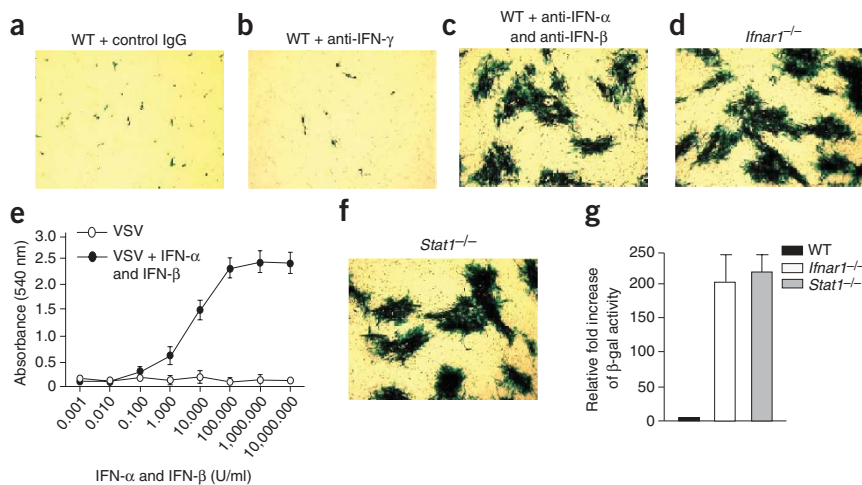 a
WT + control IgG
b
WT + anti-IFN-γ
c
WT + anti-IFN-α
and anti-IFN-β
d
Ifnar1–/–
e
VSV
VSV + IFN-α
and IFN-β
Absorbance (540 nm)
3.0
2.5
2.0
1.5
1.0
0.5
0
0.001
0.010
0.100
1.000
10.000
100.000
1,000.000
10,000.000
IFN-α and IFN-β (U/ml)
f
Stat1–/–
g
WT
Ifnar1–/–
Stat1–/–
Relative fold increase
of β-gal activity
250
200
150
100
50
0